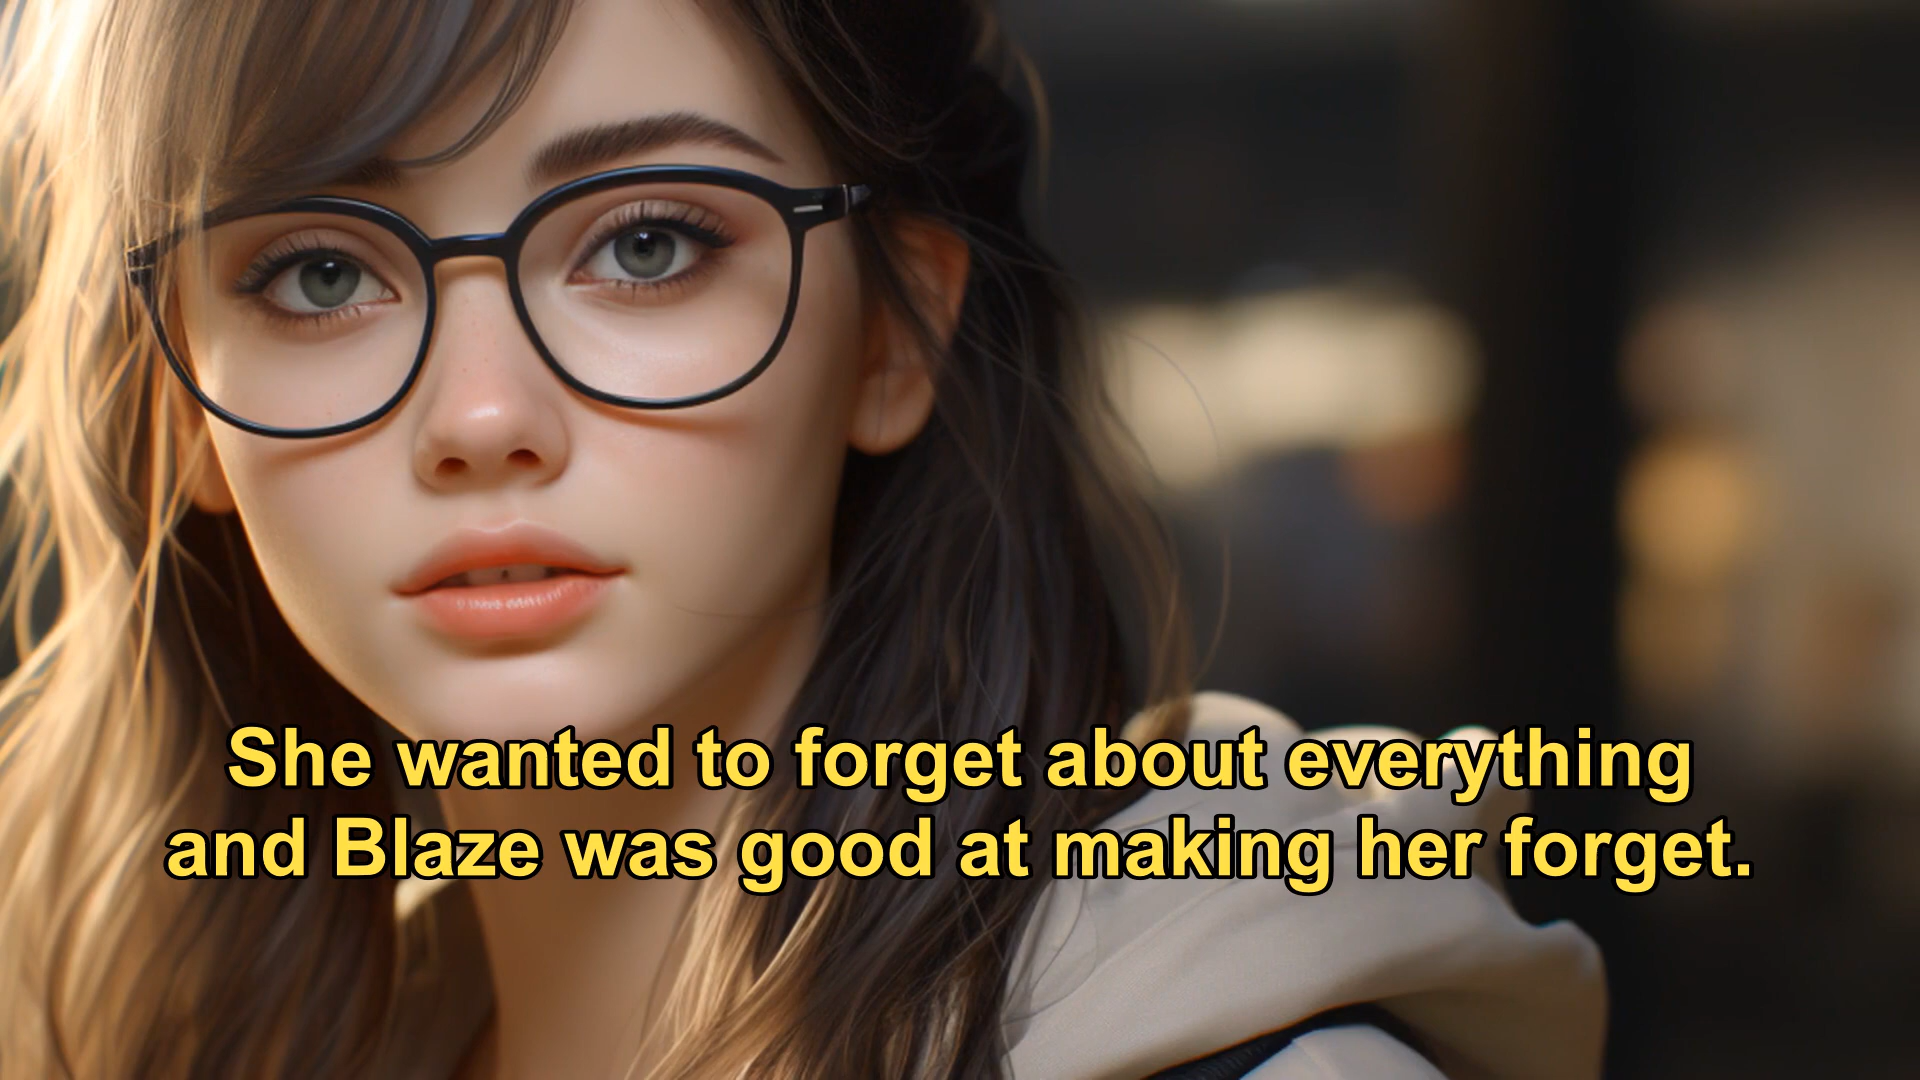 She wanted to forget about everything
and Blaze was good at making her forget.